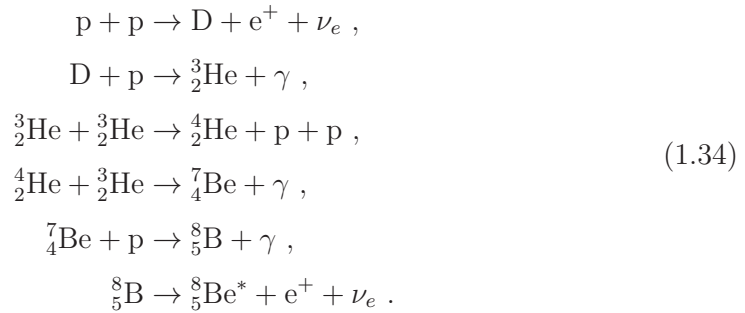 p + p → D + e⁺ + νₑ ,
D + p → ³₂He + γ ,
³₂He + ³₂He → ⁴₂He + p + p ,
(1.34)
⁴₂He + ³₂He → ⁷₄Be + γ ,
⁷₄Be + p → ⁸₅B + γ ,
⁸₅B → ⁸₅Be* + e⁺ + νₑ .